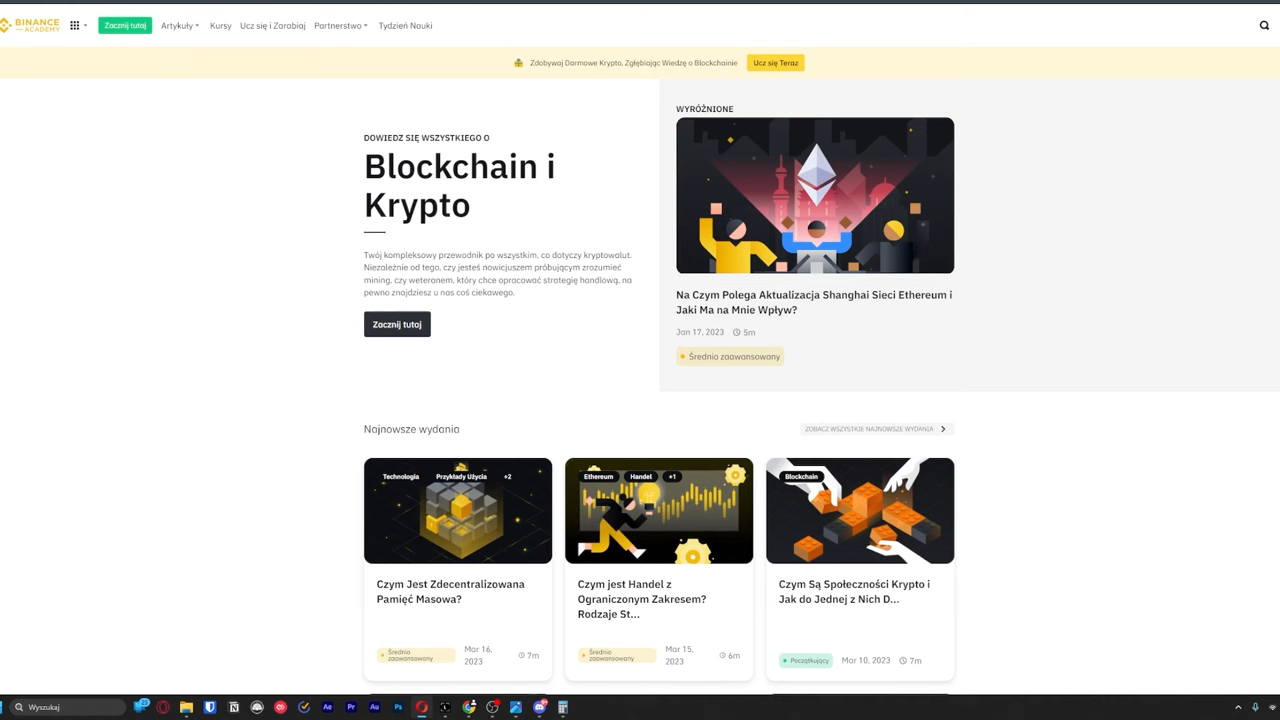 BINANCE
ACADEMY
Zacznij tutaj
Artykuły
Kursy
Ucz się i Zarabiaj
Partnerstwo
Tydzień Nauki
Zdobywaj Darmowe Krypto, Zgłębiając Wiedzę o Blockchainie
Ucz się Teraz
DOWIEDZ SIĘ WSZYSTKIEGO O
Blockchain i
Krypto
Twój kompleksowy przewodnik po wszystkim, co dotyczy kryptowalut.
Niezależnie od tego, czy jesteś nowicjuszem próbującym zrozumieć
mining, czy weteranem, który chce opracować strategię handlową, na
pewno znajdziesz u nas coś ciekawego.
Zacznij tutaj
WYRÓŻNIONE
Na Czym Polega Aktualizacja Shanghai Sieci Ethereum i
Jaki Ma na Mnie Wpływ?
Jan 17, 2023
5m
Średnio zaawansowany
Najnowsze wydania
ZOBACZ WSZYSTKIE NAJNOWSZE WYDANIA
Technologia
Przykłady Użycia
+2
Czym Jest Zdecentralizowana
Pamięć Masowa?
Średnio
zaawansowany
Mar 16,
2023
7m
Ethereum
Handel
+1
Czym jest Handel z
Ograniczonym Zakresem?
Rodzaje St...
Średnio
zaawansowany
Mar 15,
2023
6m
Blockchain
Czym Są Społeczności Krypto i
Jak do Jednej z Nich D...
Początkujący
Mar 10, 2023
7m
Wyszukaj
23
Ae
Pr
Au
Ps